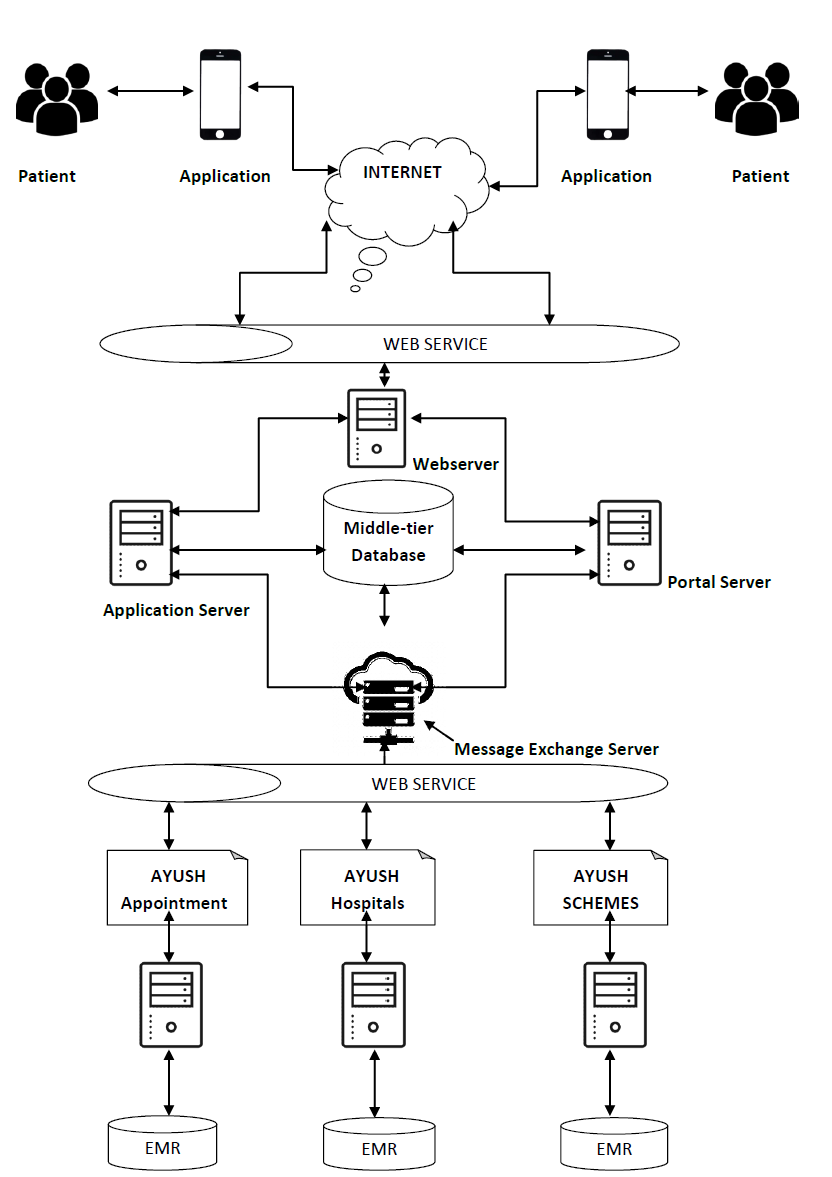 Patient
Application
INTERNET
Application
Patient
WEB SERVICE
Webserver
Middle-tier
Database
Application Server
Portal Server
Message Exchange Server
WEB SERVICE
AYUSH
Appointment
AYUSH
Hospitals
AYUSH
SCHEMES
EMR
EMR
EMR